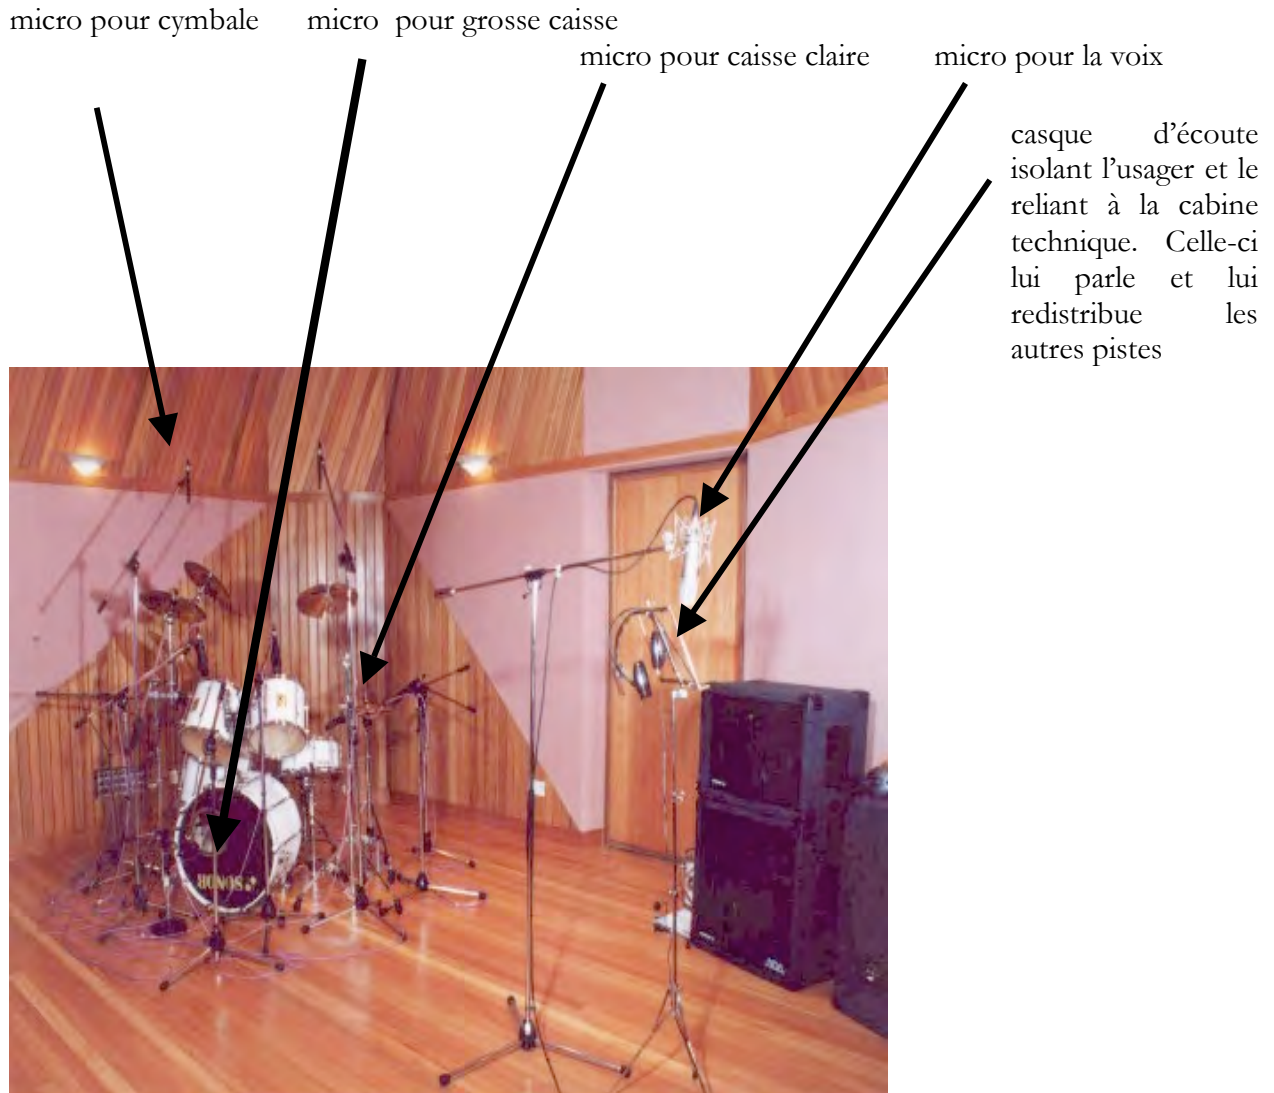 micro pour cymbale
micro pour grosse caisse
micro pour caisse claire
micro pour la voix
casque d’écoute
isolant l’usager et le
reliant à la cabine
technique. Celle-ci
lui parle et lui
redistribue les
autres pistes
SONOR